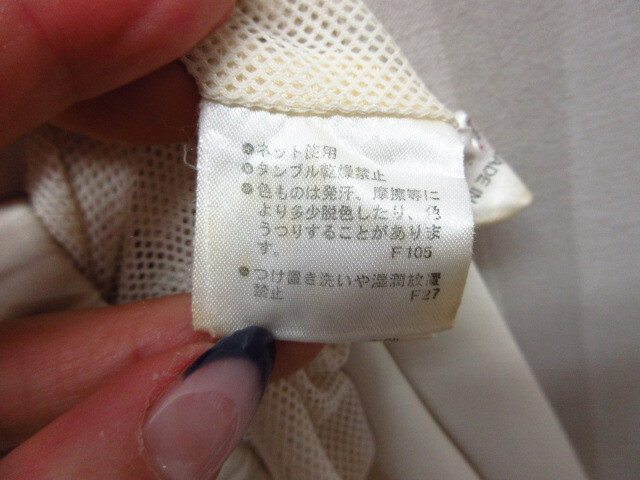 ●ネット使用
●タンブル乾燥禁止
●色ものは発汗、摩擦等に
より多少脱色したり、色
うつりすることがありま
す。 F105
●つけ置き洗いや湿潤放置
禁止 F27
MADE IN